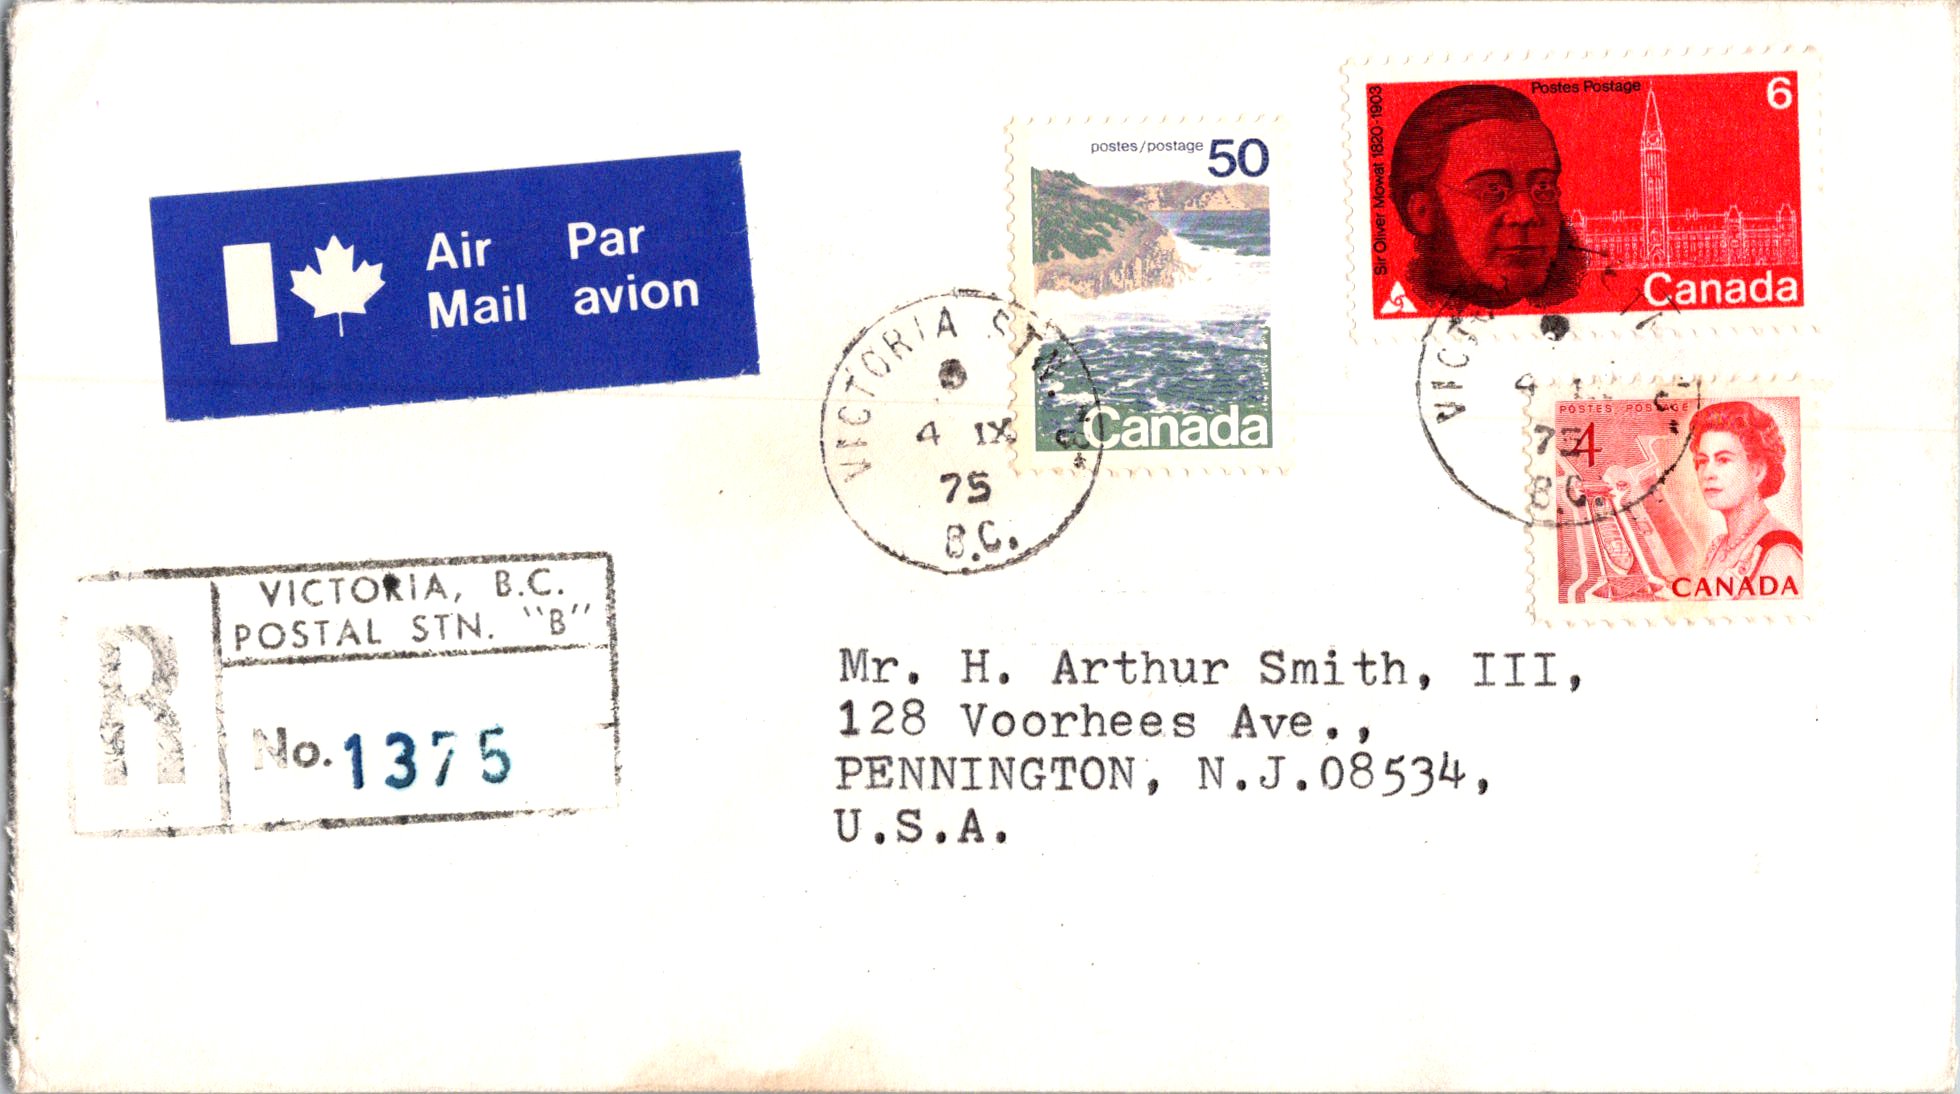 Air Par
Mail avion
postes/postage 50
Canada
Postes Postage 6
Sir Oliver Mowat 1820-1903
Canada
POSTES POSTAGE
4
CANADA
VICTORIA STN. "B"
4 IX
75
B.C.
75
B.C.
VICTORIA, B.C.
POSTAL STN. "B"
R
No. 1375
Mr. H. Arthur Smith, III,
128 Voorhees Ave.,
PENNINGTON, N.J.08534,
U.S.A.